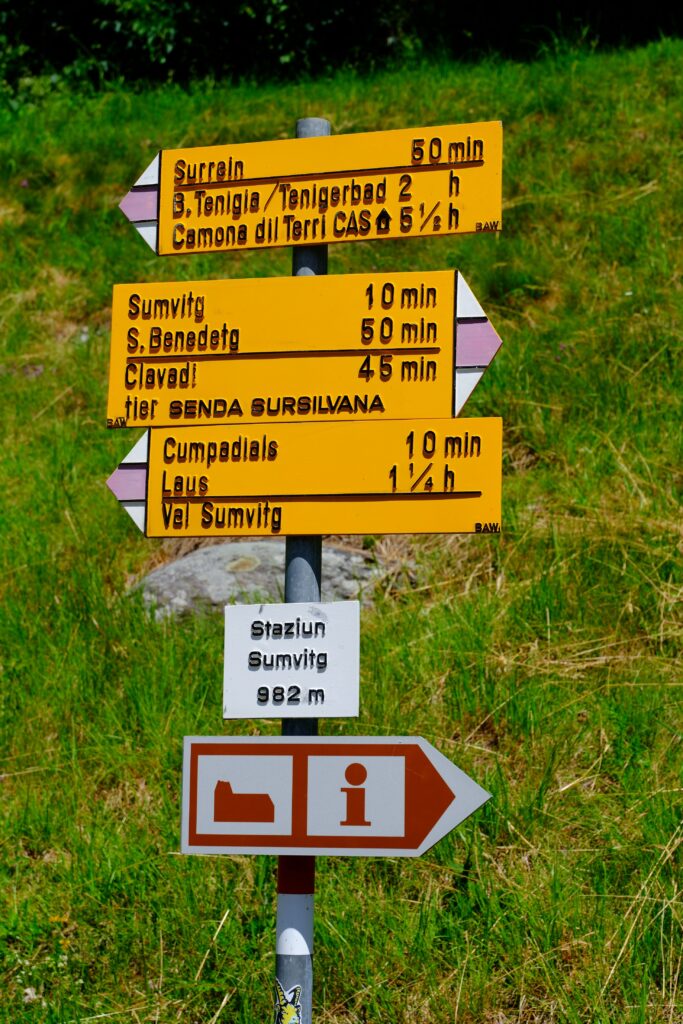 Surrein 50 min
B. Tenigia/Tenigerbad 2 h
Camona dil Terri CAS 5½ h
BAW
Sumvitg 10 min
S. Benedetg 50 min
Clavadi 45 min
tier SENDA SURSILVANA
BAW
Cumpadials 10 min
Laus 1¼ h
Val Sumvitg
BAW
Staziun
Sumvitg
982 m
i